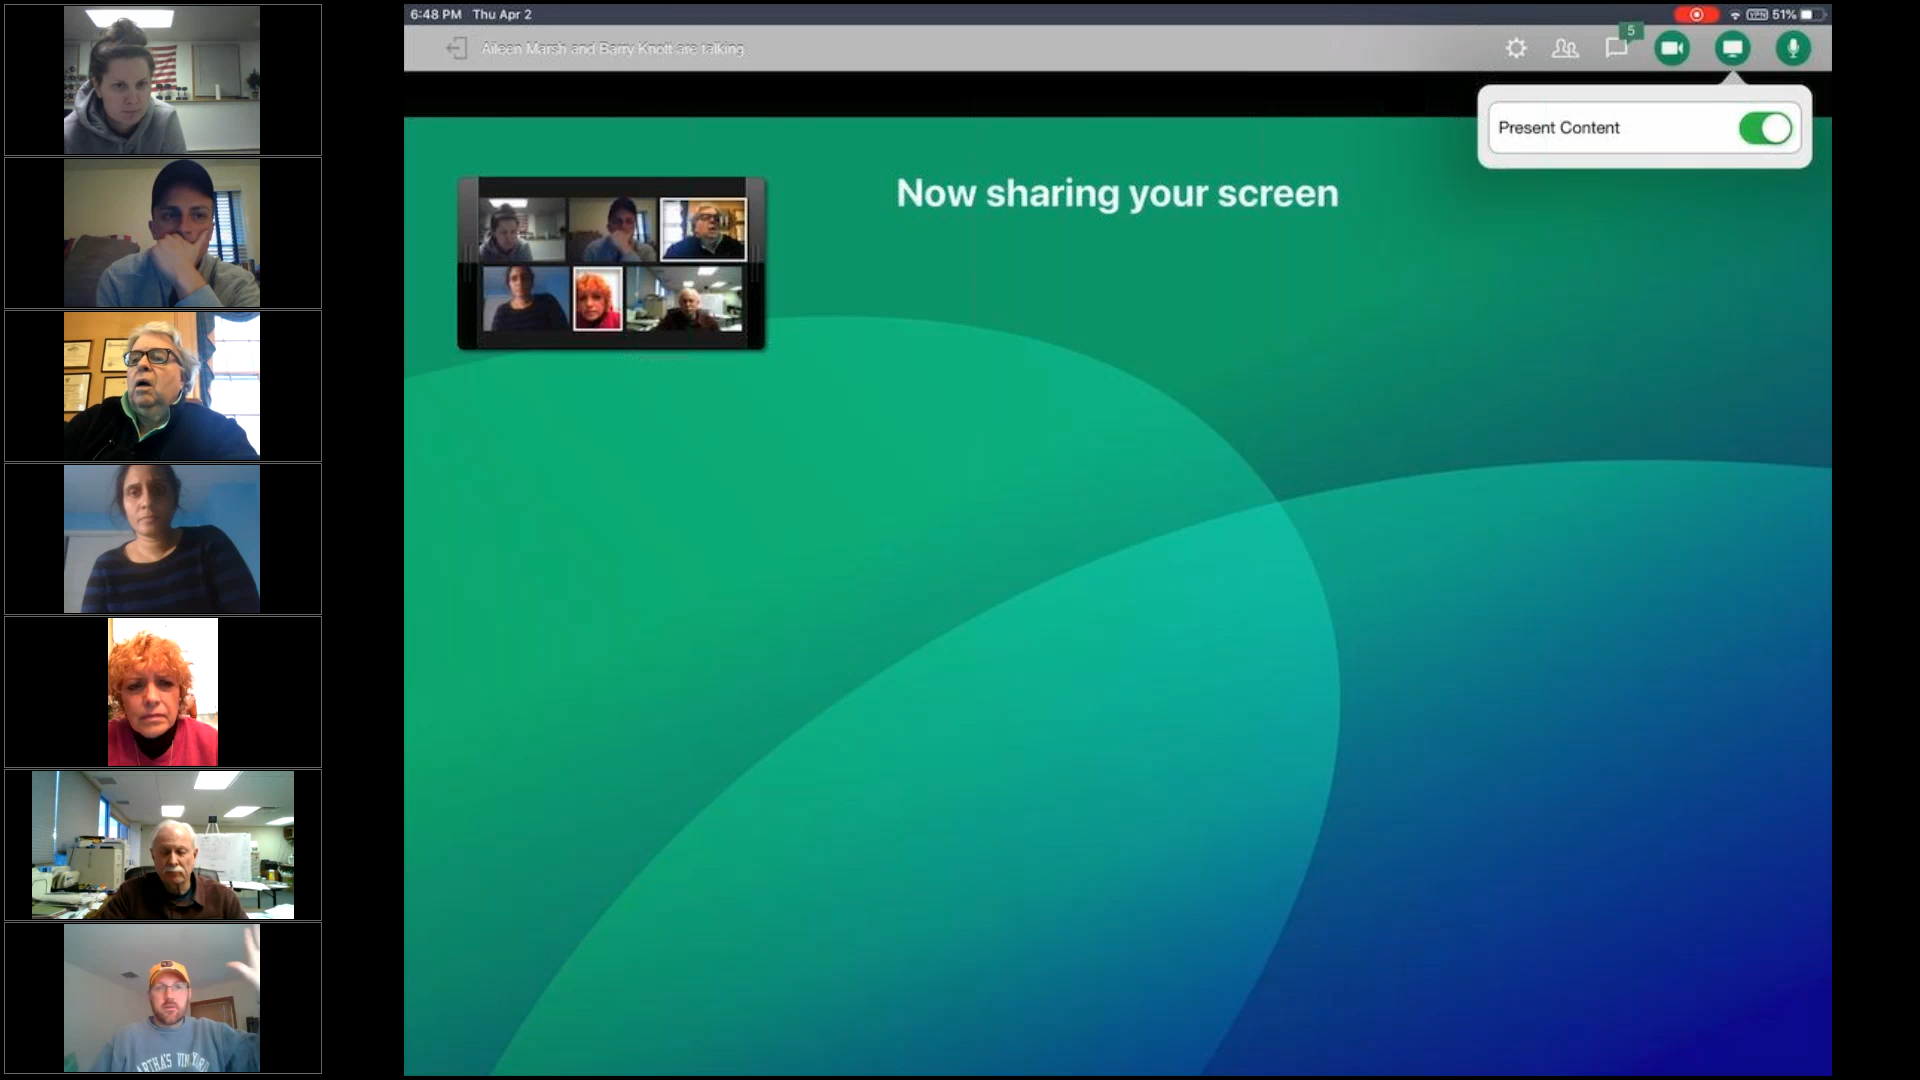 6:48 PM Thu Apr 2
VPN 51%
Aileen Marsh and Barry Knott are talking
5
Present Content
Now sharing your screen